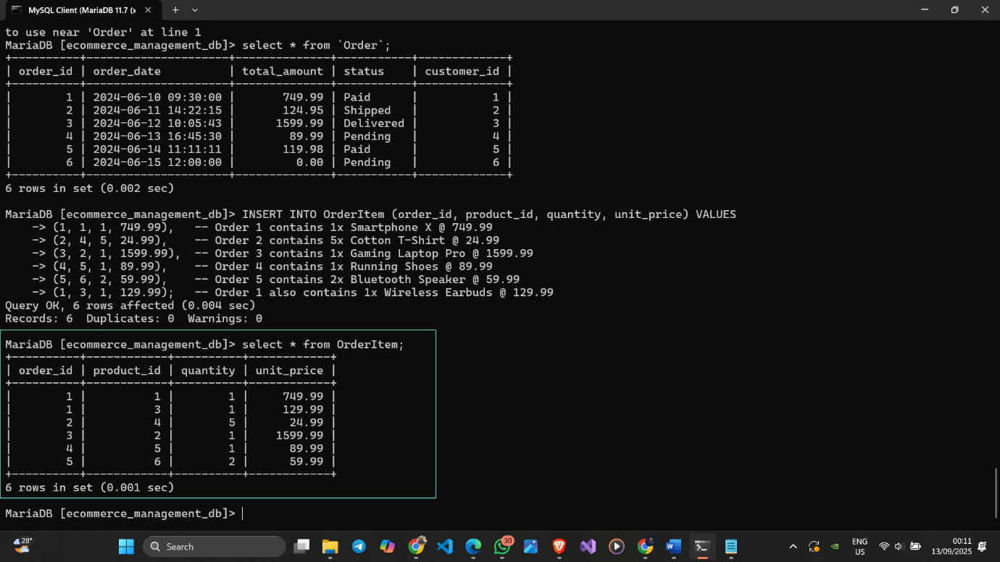 MySQL Client (MariaDB 11.7 (x
to use near 'Order' at line 1
MariaDB [ecommerce_management_db]> select * from `Order`;
+----------+---------------------+--------------+-----------+-------------+
| order_id | order_date          | total_amount | status    | customer_id |
+----------+---------------------+--------------+-----------+-------------+
|        1 | 2024-06-10 09:30:00 |       749.99 | Paid      |           1 |
|        2 | 2024-06-11 14:22:15 |       124.95 | Shipped   |           2 |
|        3 | 2024-06-12 10:05:43 |      1599.99 | Delivered |           3 |
|        4 | 2024-06-13 16:45:30 |        89.99 | Pending   |           4 |
|        5 | 2024-06-14 11:11:11 |       119.98 | Paid      |           5 |
|        6 | 2024-06-15 12:00:00 |         0.00 | Pending   |           6 |
+----------+---------------------+--------------+-----------+-------------+
6 rows in set (0.002 sec)
MariaDB [ecommerce_management_db]> INSERT INTO OrderItem (order_id, product_id, quantity, unit_price) VALUES
    -> (1, 1, 1, 749.99),   -- Order 1 contains 1x Smartphone X @ 749.99
    -> (2, 4, 5, 24.99),    -- Order 2 contains 5x Cotton T-Shirt @ 24.99
    -> (3, 2, 1, 1599.99),  -- Order 3 contains 1x Gaming Laptop Pro @ 1599.99
    -> (4, 5, 1, 89.99),    -- Order 4 contains 1x Running Shoes @ 89.99
    -> (5, 6, 2, 59.99),    -- Order 5 contains 2x Bluetooth Speaker @ 59.99
    -> (1, 3, 1, 129.99);   -- Order 1 also contains 1x Wireless Earbuds @ 129.99
Query OK, 6 rows affected (0.004 sec)
Records: 6  Duplicates: 0  Warnings: 0
MariaDB [ecommerce_management_db]> select * from OrderItem;
+----------+------------+----------+------------+
| order_id | product_id | quantity | unit_price |
+----------+------------+----------+------------+
|        1 |          1 |        1 |     749.99 |
|        1 |          3 |        1 |     129.99 |
|        2 |          4 |        5 |      24.99 |
|        3 |          2 |        1 |    1599.99 |
|        4 |          5 |        1 |      89.99 |
|        5 |          6 |        2 |      59.99 |
+----------+------------+----------+------------+
6 rows in set (0.001 sec)
MariaDB [ecommerce_management_db]>
28°
Search
30
ENG
US
00:11
13/09/2025